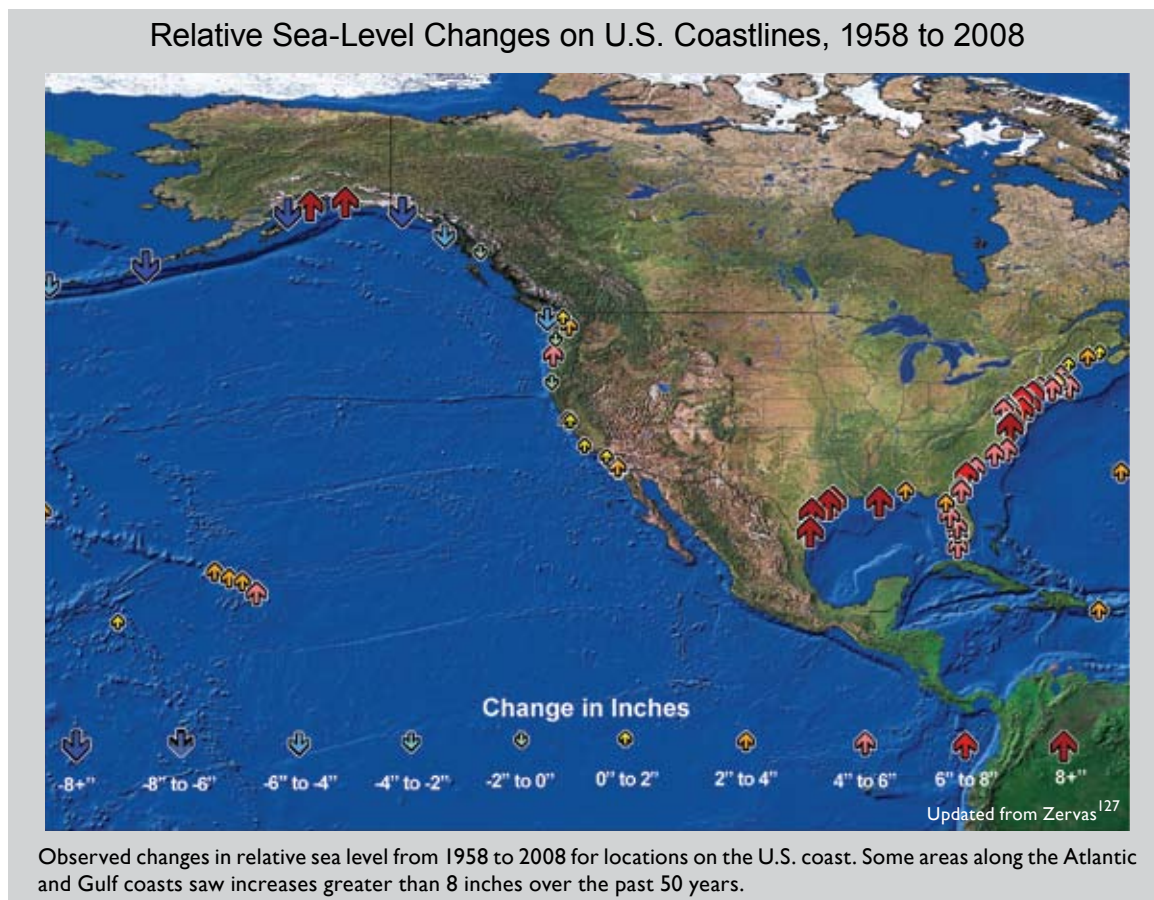 Relative Sea-Level Changes on U.S. Coastlines, 1958 to 2008
Change in Inches
-8+" -8" to -6" -6" to -4" -4" to -2" -2" to 0" 0" to 2" 2" to 4" 4" to 6" 6" to 8" 8+"
Updated from Zervas127
Observed changes in relative sea level from 1958 to 2008 for locations on the U.S. coast. Some areas along the Atlantic
and Gulf coasts saw increases greater than 8 inches over the past 50 years.